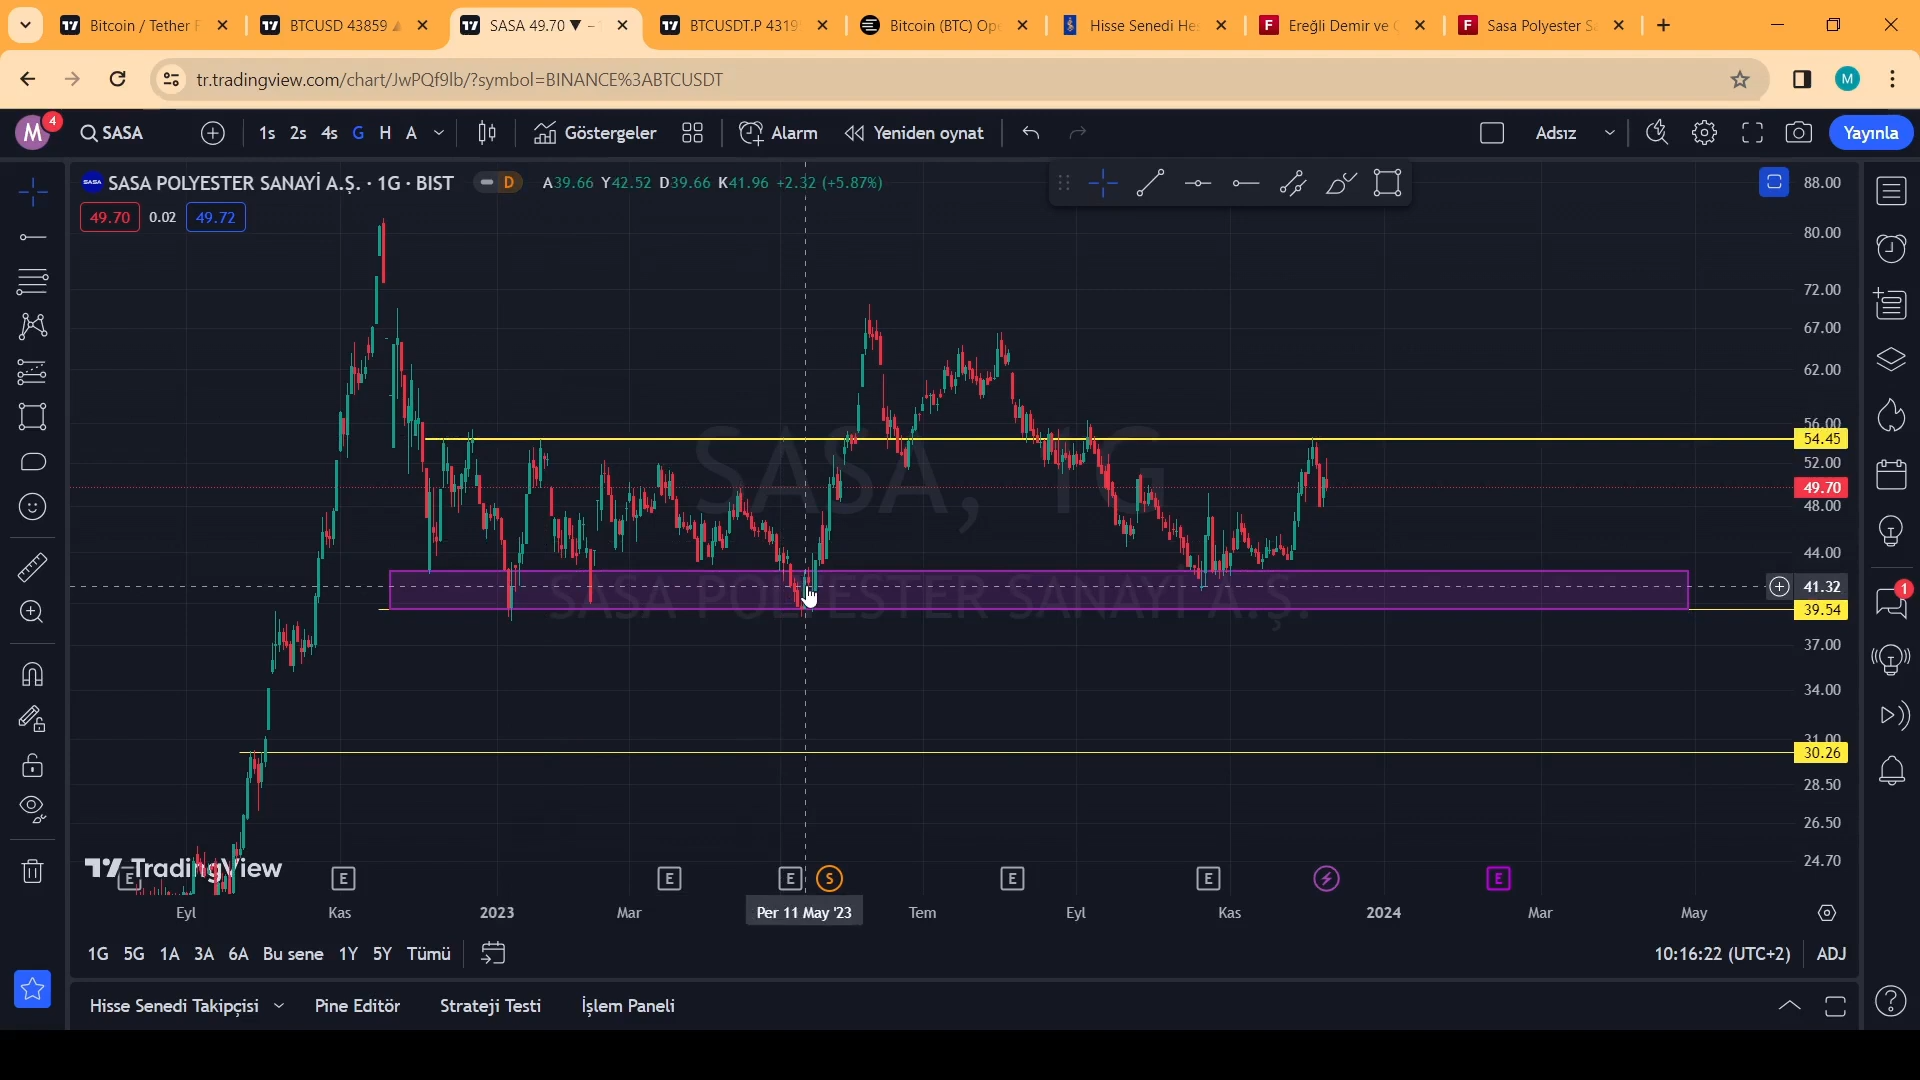 Bitcoin / Tether F
BTCUSD 43859
SASA 49.70 ▼ −
BTCUSDT.P 4319
Bitcoin (BTC) Ope
Hisse Senedi He
Ereğli Demir ve Ç
Sasa Polyester Sa
tr.tradingview.com/chart/JwPQf9lb/?symbol=BINANCE%3ABTCUSDT
M
M 4 SASA 1s 2s 4s G H A Göstergeler Alarm Yeniden oynat Adsız Yayınla
SASA POLYESTER SANAYİ A.Ş. · 1G · BIST D A39.66 Y42.52 D39.66 K41.96 +2.32 (+5.87%)
49.70 0.02 49.72
88.00
80.00
72.00
67.00
62.00
56.00
54.45
52.00
49.70
48.00
44.00
41.32
39.54
37.00
34.00
31.00
30.26
28.50
26.50
24.70
SASA, 1G
SASA POLYESTER SANAYİ A.Ş.
1
TradingView
E E E E S E E E
Eyl Kas 2023 Mar Per 11 May '23 Tem Eyl Kas 2024 Mar May
1G 5G 1A 3A 6A Bu sene 1Y 5Y Tümü 10:16:22 (UTC+2) ADJ
Hisse Senedi Takipçisi Pine Editör Strateji Testi İşlem Paneli